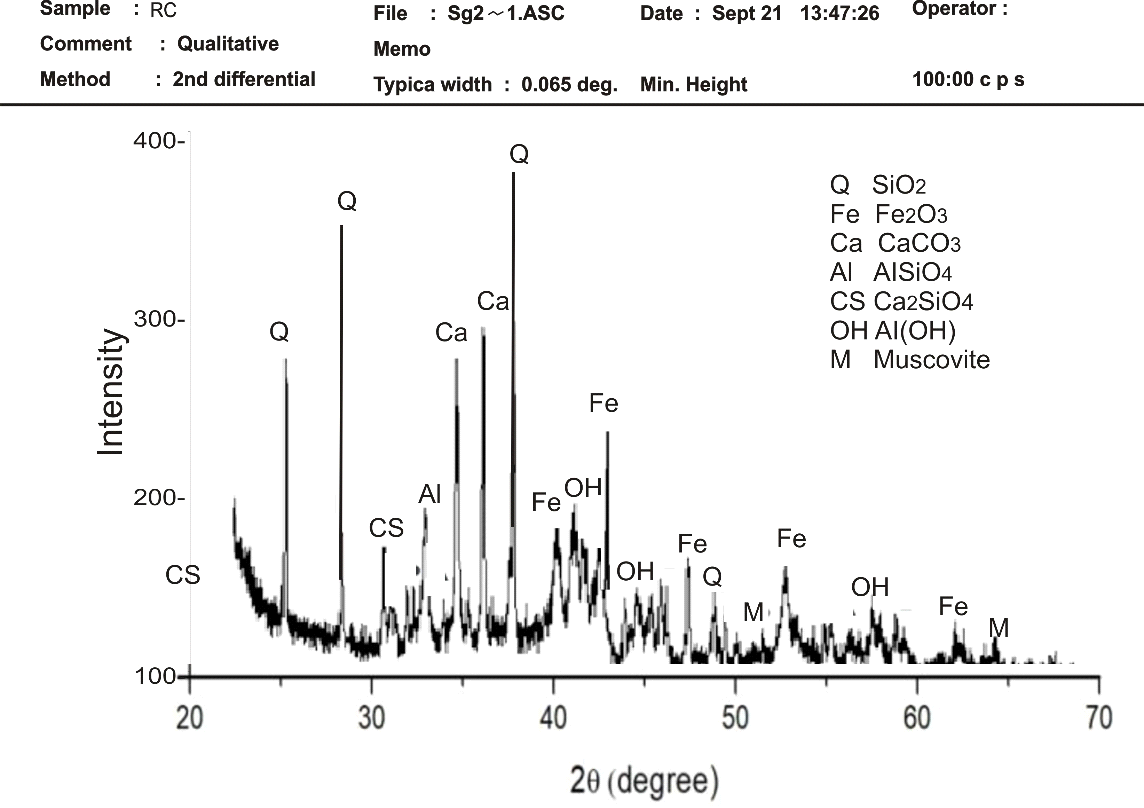 Sample : RC File : Sg2~1.ASC Date : Sept 21 13:47:26 Operator :
Comment : Qualitative Memo
Method : 2nd differential Typica width : 0.065 deg. Min. Height 100:00 c p s
400-
300-
200-
100-
Intensity
Q
Q
Q
Ca
Ca
Fe
Al
OH
Fe
CS
CS
Fe
Fe
OH
Q
OH
M
Fe
M
Q SiO2
Fe Fe2O3
Ca CaCO3
Al AlSiO4
CS Ca2SiO4
OH Al(OH)
M Muscovite
20 30 40 50 60 70
2θ (degree)